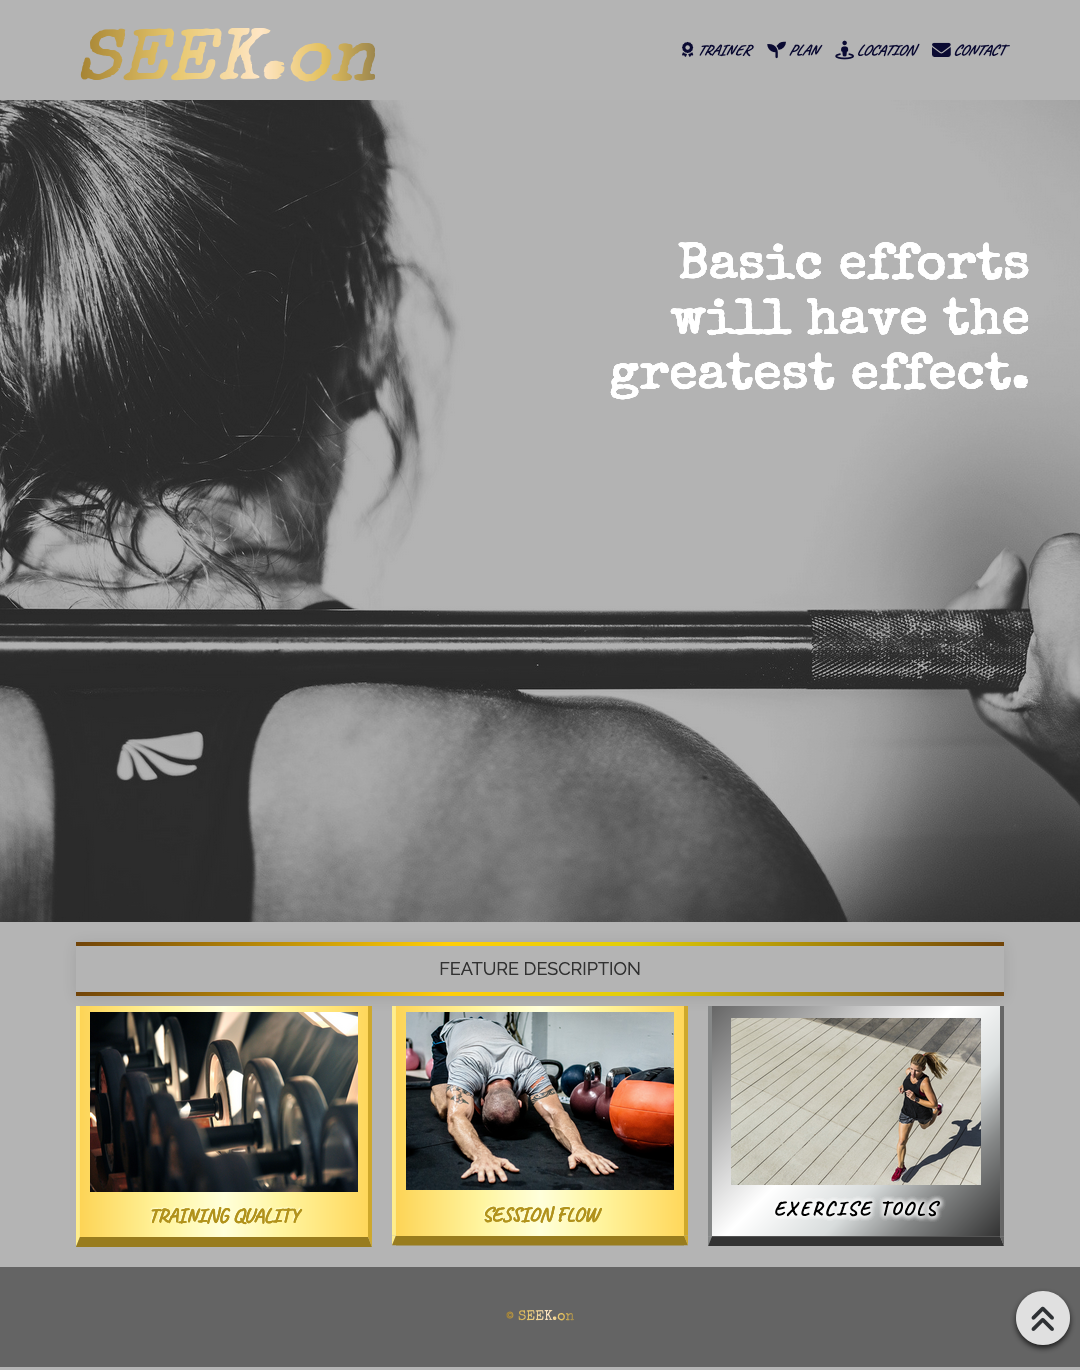 SEEK.on
TRAINER PLAN LOCATION CONTACT
Basic efforts
will have the
greatest effect.
FEATURE DESCRIPTION
TRAINING QUALITY
SESSION FLOW
EXERCISE TOOLS
© SEEK.on